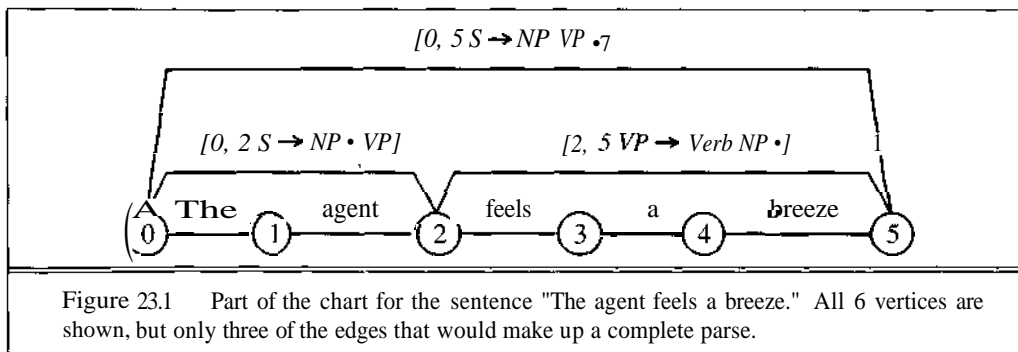 [0, 5 S → NP VP •7
[0, 2 S → NP • VP]
[2, 5 VP → Verb NP •]
The agent feels a breeze
0 1 2 3 4 5
Figure 23.1 Part of the chart for the sentence "The agent feels a breeze." All 6 vertices are
shown, but only three of the edges that would make up a complete parse.